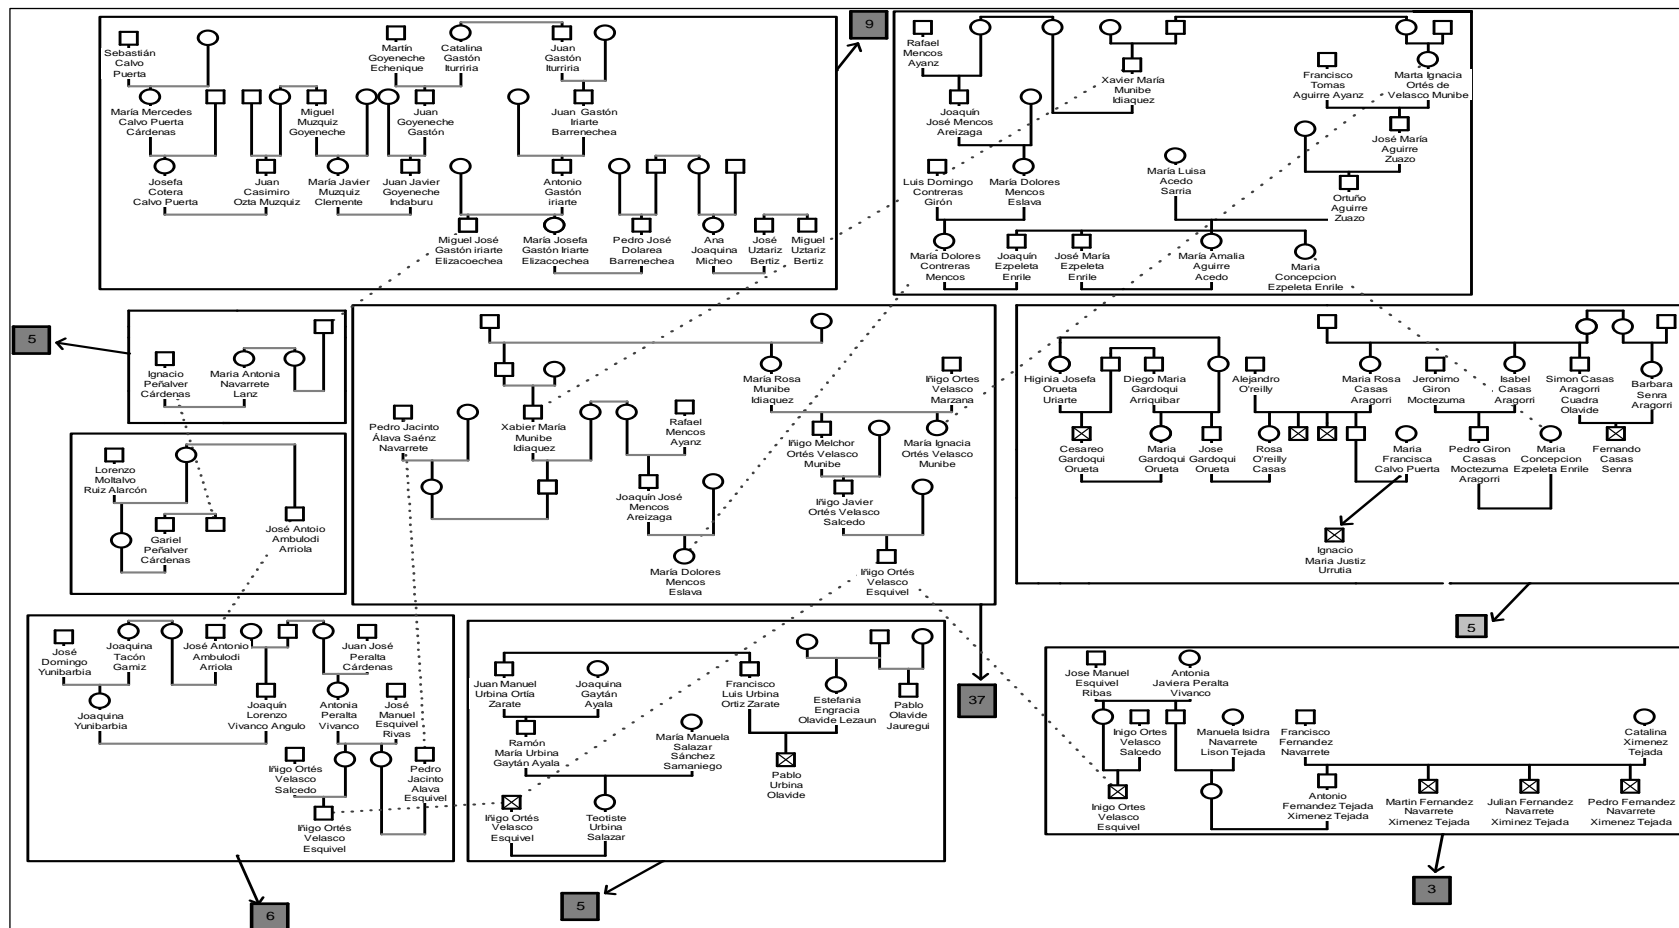 9
Sebastián
Calvo
Puerta
Martín
Goyeneche
Echenique
Catalina
Gastón
Iturriria
Juan
Gastón
Iturriria
María Mercedes
Calvo Puerta
Cárdenas
Miguel
Muzquiz
Goyeneche
Juan
Goyeneche
Gastón
Juan Gastón
Iriarte
Barrenechea
Josefa
Cotera
Calvo Puerta
Juan
Casimiro
Ozta Muzquiz
María Javier
Muzquiz
Clemente
Juan Javier
Goyeneche
Indaburu
Antonio
Gastón
iriarte
Miguel José
Gastón iriarte
Elizacoechea
María Josefa
Gastón Iriarte
Elizacoechea
Pedro José
Dolarea
Barrenechea
Ana
Joaquina
Micheo
José
Uztariz
Bertiz
Miguel
Uztariz
Bertiz
Rafael
Mencos
Ayanz
Xavier María
Munibe
Idiaquez
Francisco
Tomas
Aguirre Ayanz
Marta Ignacia
Ortés de
Velasco Munibe
Joaquín
José Mencos
Areizaga
José María
Aguirre
Zuazo
Luis Domingo
Contreras
Girón
María Dolores
Mencos
Eslava
María Luisa
Acedo
Sarria
Ortuño
Aguirre
Zuazo
María Dolores
Contreras
Mencos
Joaquín
Ezpeleta
Enrile
José María
Ezpeleta
Enrile
María Amalia
Aguirre
Acedo
Maria
Concepcion
Ezpeleta Enrile
5
Ignacio
Peñalver
Cárdenas
Maria Antonia
Navarrete
Lanz
Lorenzo
Moltalvo
Ruiz Alarcón
Gariel
Peñalver
Cárdenas
José Antoio
Ambulodi
Arriola
María Rosa
Munibe
Idiaquez
Iñigo Ortes
Velasco
Marzana
Pedro Jacinto
Álava Saénz
Navarrete
Xabier María
Munibe
Idiaquez
Rafael
Mencos
Ayanz
Iñigo Melchor
Ortés Velasco
Munibe
María Ignacia
Ortés Velasco
Munibe
Joaquín José
Mencos
Areizaga
Iñigo Javier
Ortés Velasco
Salcedo
María Dolores
Mencos
Eslava
Iñigo Ortés
Velasco
Esquivel
37
Higinia Josefa
Orueta
Uriarte
Diego Maria
Gardoqui
Arriquibar
Alejandro
O'reilly
Maria Rosa
Casas
Aragorri
Jeronimo
Giron
Moctezuma
Isabel
Casas
Aragorri
Simon Casas
Aragorri
Cuadra
Olavide
Barbara
Senra
Aragorri
Cesareo
Gardoqui
Orueta
Maria
Gardoqui
Orueta
Jose
Gardoqui
Orueta
Rosa
O'reilly
Casas
Maria
Francisca
Calvo Puerta
Pedro Giron
Casas
Moctezuma
Aragorri
Maria
Concepcion
Ezpeleta Enrile
Fernando
Casas
Senra
Ignacio
Maria Justiz
Urrutia
5
José
Domingo
Yunibarbia
Joaquina
Tacón
Gamiz
José Antonio
Ambulodi
Arriola
Juan José
Peralta
Cárdenas
Joaquina
Yunibarbia
Joaquín
Lorenzo
Vivanco Angulo
Antonia
Peralta
Vivanco
José
Manuel
Esquivel
Rivas
Iñigo Ortés
Velasco
Salcedo
Pedro
Jacinto
Alava
Esquivel
Iñigo Ortés
Velasco
Esquivel
6
Juan Manuel
Urbina Ortía
Zarate
Joaquina
Gaytán
Ayala
Francisco
Luis Urbina
Ortiz Zarate
Estefania
Engracia
Olavide Lezaun
Pablo
Olavide
Jauregui
Ramón
María Urbina
Gaytán Ayala
María Manuela
Salazar
Sánchez
Samaniego
Pablo
Urbina
Olavide
Iñigo Ortés
Velasco
Esquivel
Teotiste
Urbina
Salazar
5
Jose Manuel
Esquivel
Ribas
Antonia
Javiera Peralta
Vivanco
Inigo Ortes
Velasco
Salcedo
Manuela Isidra
Navarrete
Lison Tejada
Francisco
Fernandez
Navarrete
Catalina
Ximenez
Tejada
Inigo Ortes
Velasco
Esquivel
Antonio
Fernandez Tejada
Ximenez Tejada
Martin Fernandez
Navarrete
Ximenez Tejada
Julian Fernandez
Navarrete
Ximinez Tejada
Pedro Fernandez
Navarrete
Ximenez Tejada
3